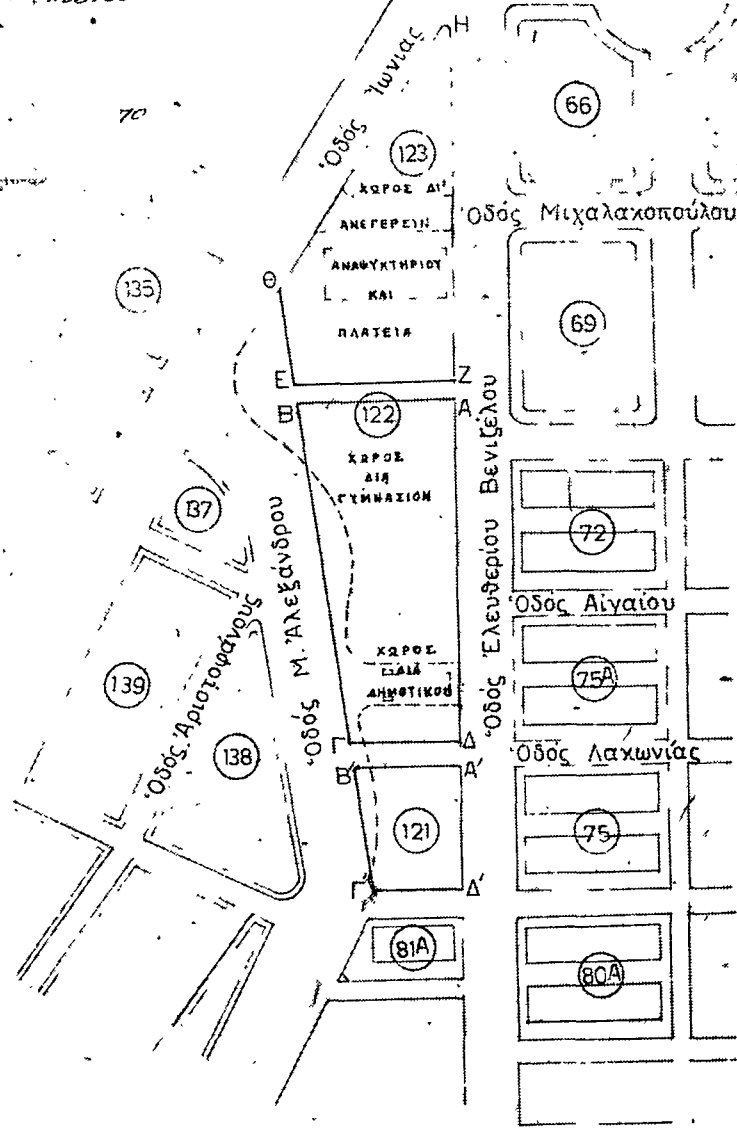 Η
Ὁδός Ἰωνίας
70
66
123
ΧΩΡΟΣ ΔΙ'
ΑΝΕΓΕΡΣΙΝ
ΑΝΑΨΥΚΤΗΡΙΟΥ
ΚΑΙ
ΠΛΑΤΕΙΑ
Ὁδός Μιχαλακοπούλου
135
Θ
69
Ε
Ζ
Β
122
Α
ΧΩΡΟΣ
ΔΙΑ
ΓΥΜΝΑΣΙΟΝ
Ὁδός Ἐλευθερίου Βενιζέλου
137
Ὁδός Μ. Ἀλεξάνδρου
72
Ὁδός Αἰγαίου
Ὁδός Ἀριστοφάνους
ΧΩΡΟΣ
ΔΙΑ
ΔΗΜΟΤΙΚΟΝ
139
75Α
138
Γ
Δ
Ὁδός Λακωνίας
Β'
Α'
121
75
Γ'
Δ'
81Α
80Α